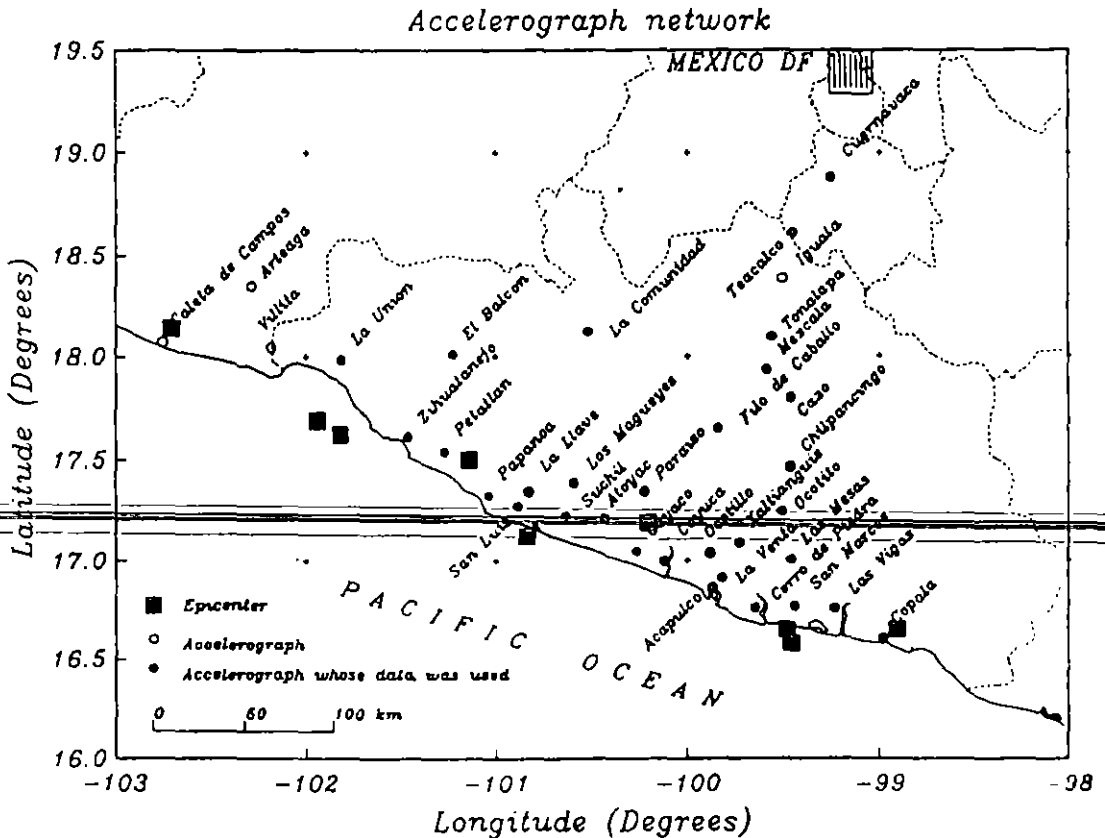 Accelerograph network
19.5
19.0
18.5
18.0
17.5
17.0
16.5
16.0
Latitude (Degrees)
MEXICO DF
Cuernavaca
Caleta de Campos
Arteaga
Villita
La Union
El Balcon
La Comunidad
Teacalco
Iguala
Tonalapa
Mezcala
Filo de Caballo
Cazo
Chilpancingo
Zihuatanejo
Petatlan
Papanoa
La Llave
Los Magueyes
Suchil
Atoyac
Paraiso
San Luis
Cayaco
Coyuca
Ocotillo
Xaltianguis
Ocotito
La Venta
Las Mesas
Cerro de Piedra
San Marcos
Las Vigas
Acapulco
Copala
PACIFIC OCEAN
Epicenter
Accelerograph
Accelerograph whose data was used
0
100 km
-103
-102
-101
-100
-99
-98
Longitude (Degrees)